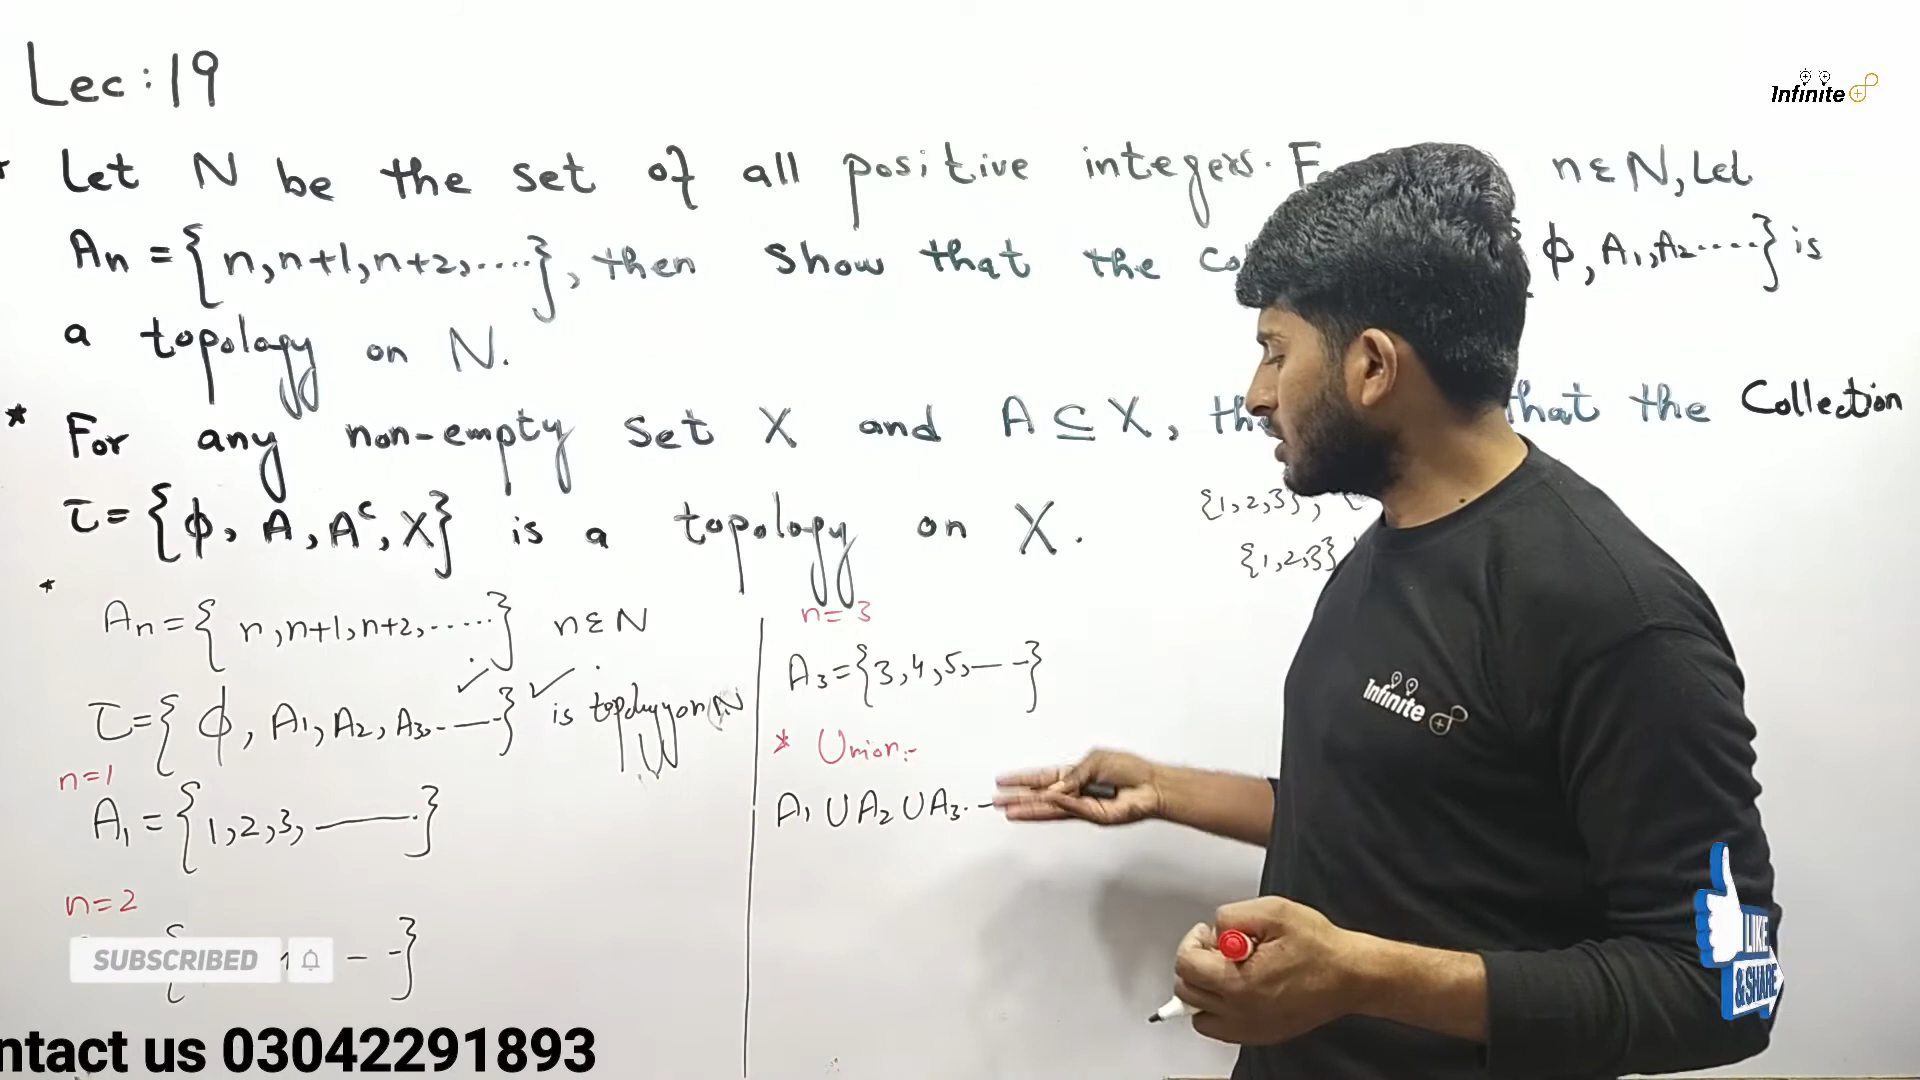 Lec:19
Infinite
Let N be the set of all positive integers. n ε N, Let
An = { n, n+1, n+2, ....}, then show that the ϕ, A1, A2 ....} is
a topology on N.
* For any non-empty set X and A ⊆ X, that the Collection
τ = {ϕ, A, Aᶜ, X} is a topology on X.
{1,2,3},
{1,2,3}
*
An = { n, n+1, n+2, .....} n ε N
τ = { ϕ, A1, A2, A3. - — -} is topology on N
n=1
A1 = { 1,2,3, ——— }
n=2
{ - - }
n=3
A3 = {3,4,5, — - }
* Union:-
A1 ∪ A2 ∪ A3. -
Infinite
SUBSCRIBED
LIKE
& SHARE
ntact us 03042291893